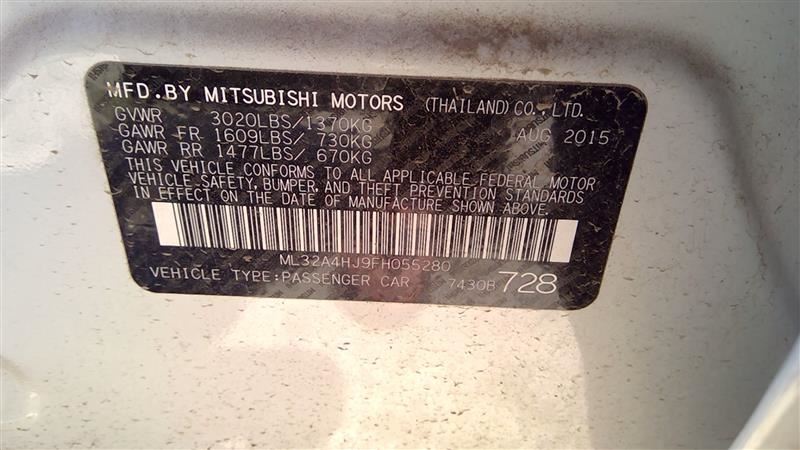 MFD.BY MITSUBISHI MOTORS (THAILAND) CO., LTD.
GVWR 3020LBS/1370KG AUG 2015
GAWR FR 1609LBS/ 730KG
GAWR RR 1477LBS/ 670KG
THIS VEHICLE CONFORMS TO ALL APPLICABLE FEDERAL MOTOR
VEHICLE SAFETY, BUMPER, AND THEFT PREVENTION STANDARDS
IN EFFECT ON THE DATE OF MANUFACTURE SHOWN ABOVE.
ML32A4HJ9FH055280
VEHICLE TYPE:PASSENGER CAR 7430B 728